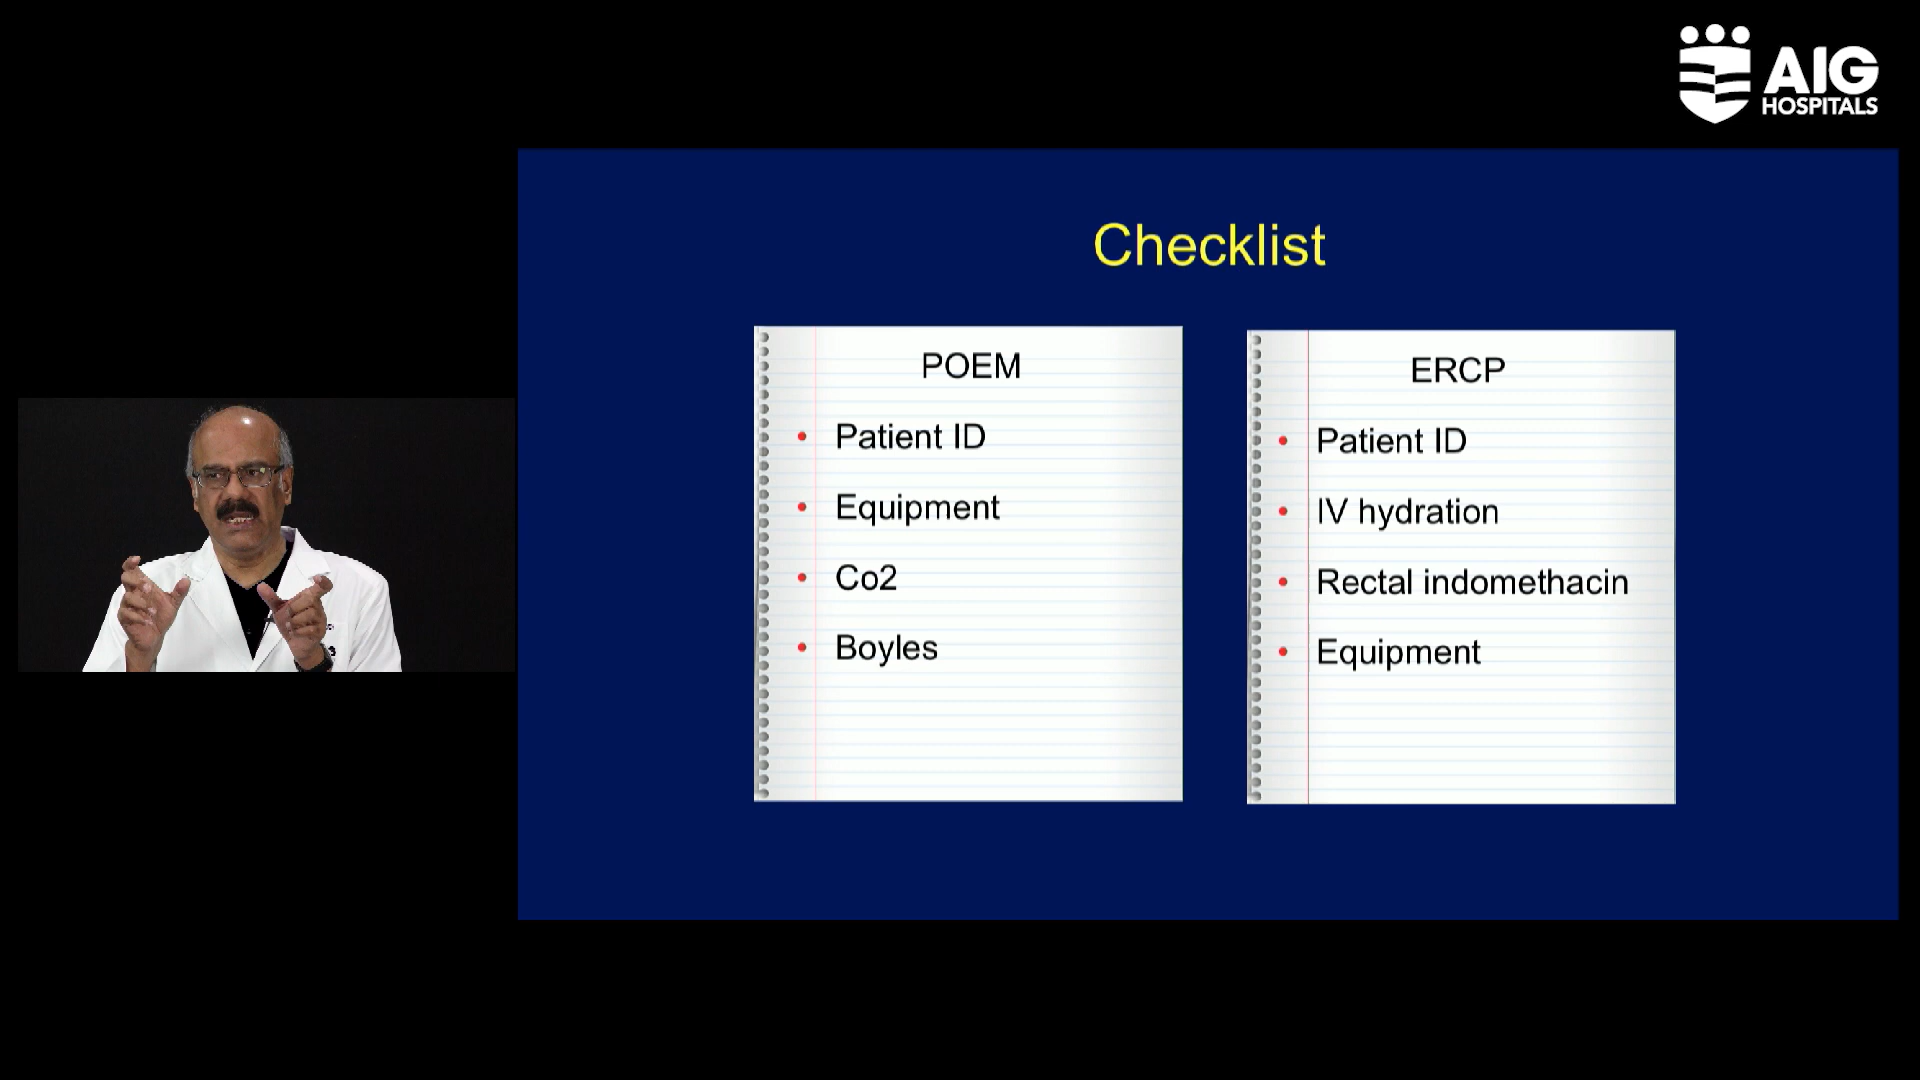 AIG
HOSPITALS
Checklist
POEM
• Patient ID
• Equipment
• Co2
• Boyles
ERCP
• Patient ID
• IV hydration
• Rectal indomethacin
• Equipment